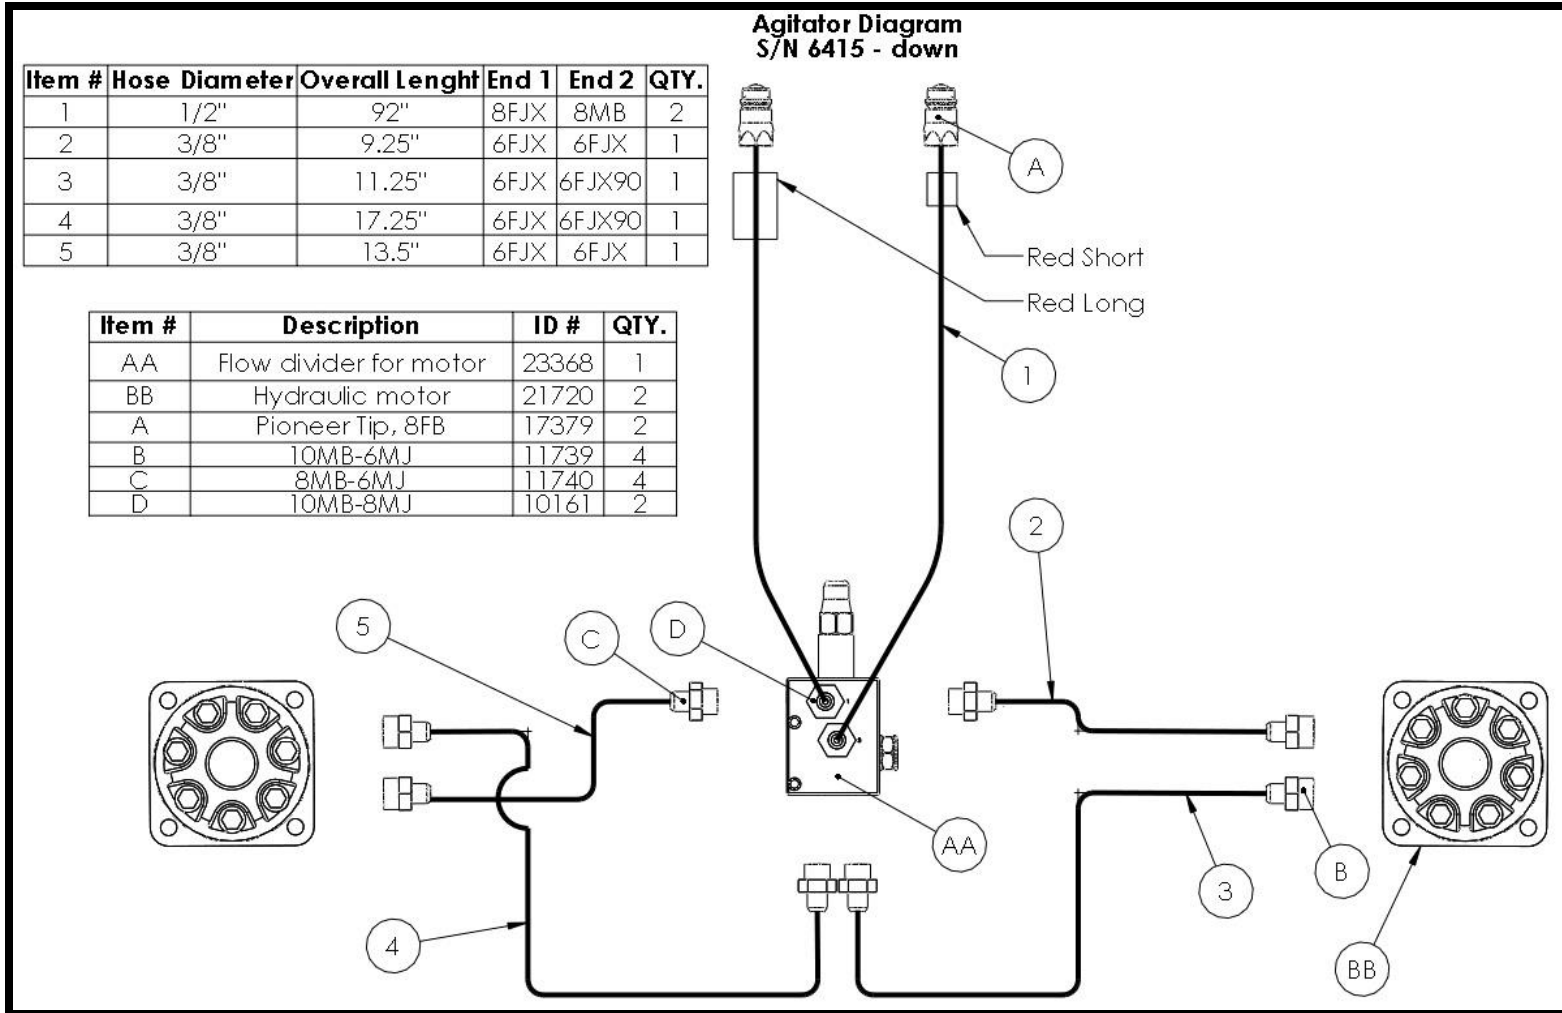 Agitator Diagram
S/N 6415 - down
Item # Hose Diameter Overall Lenght End 1 End 2 QTY.
1 1/2" 92" 8FJX 8MB 2
2 3/8" 9.25" 6FJX 6FJX 1
3 3/8" 11.25" 6FJX 6FJX90 1
4 3/8" 17.25" 6FJX 6FJX90 1
5 3/8" 13.5" 6FJX 6FJX 1
A
Red Short
Red Long
Item # Description ID # QTY.
AA Flow divider for motor 23368 1
BB Hydraulic motor 21720 2
A Pioneer Tip, 8FB 17379 2
B 10MB-6MJ 11739 4
C 8MB-6MJ 11740 4
D 10MB-8MJ 10161 2
1
2
5
C
D
AA
3
B
4
BB